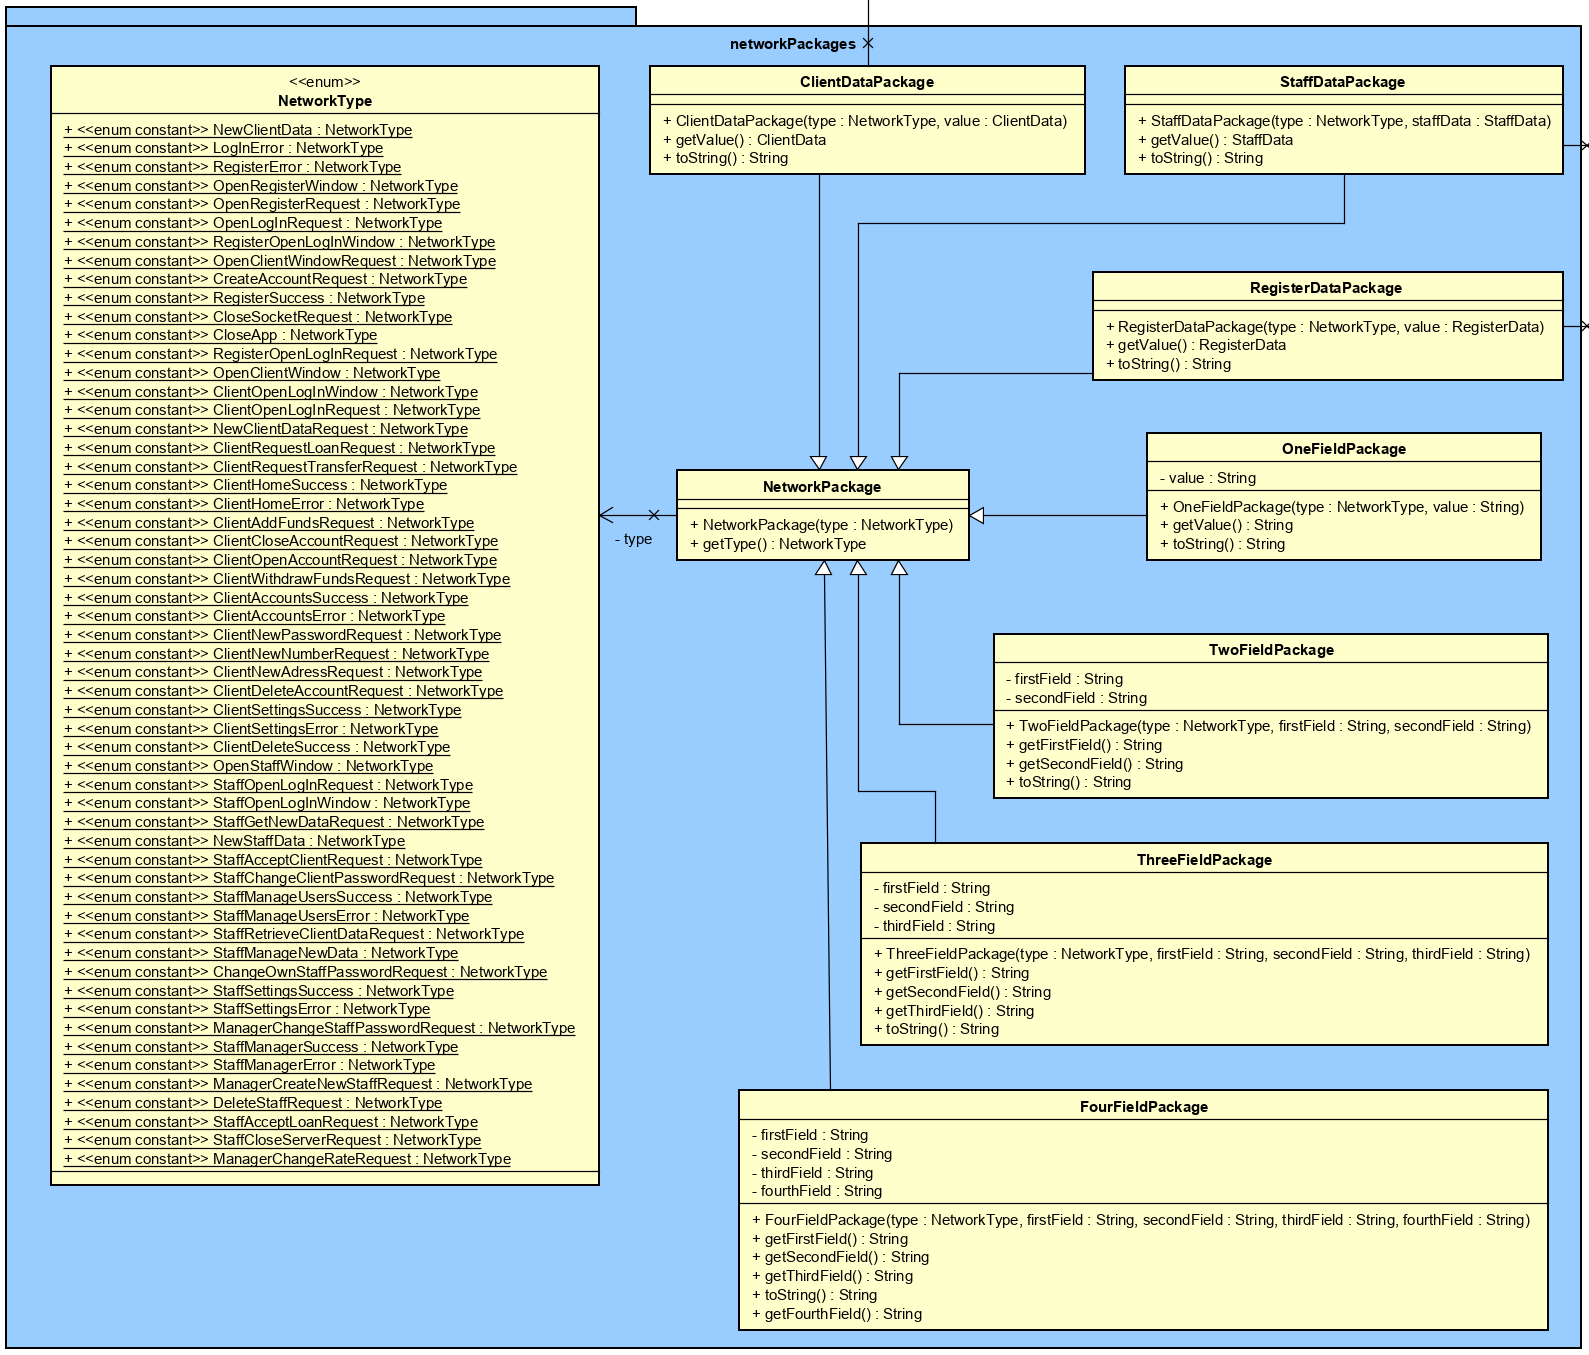 networkPackages
<<enum>>
NetworkType
+ <<enum constant>> NewClientData : NetworkType
+ <<enum constant>> LogInError : NetworkType
+ <<enum constant>> RegisterError : NetworkType
+ <<enum constant>> OpenRegisterWindow : NetworkType
+ <<enum constant>> OpenRegisterRequest : NetworkType
+ <<enum constant>> OpenLogInRequest : NetworkType
+ <<enum constant>> RegisterOpenLogInWindow : NetworkType
+ <<enum constant>> OpenClientWindowRequest : NetworkType
+ <<enum constant>> CreateAccountRequest : NetworkType
+ <<enum constant>> RegisterSuccess : NetworkType
+ <<enum constant>> CloseSocketRequest : NetworkType
+ <<enum constant>> CloseApp : NetworkType
+ <<enum constant>> RegisterOpenLogInRequest : NetworkType
+ <<enum constant>> OpenClientWindow : NetworkType
+ <<enum constant>> ClientOpenLogInWindow : NetworkType
+ <<enum constant>> ClientOpenLogInRequest : NetworkType
+ <<enum constant>> NewClientDataRequest : NetworkType
+ <<enum constant>> ClientRequestLoanRequest : NetworkType
+ <<enum constant>> ClientRequestTransferRequest : NetworkType
+ <<enum constant>> ClientHomeSuccess : NetworkType
+ <<enum constant>> ClientHomeError : NetworkType
+ <<enum constant>> ClientAddFundsRequest : NetworkType
+ <<enum constant>> ClientCloseAccountRequest : NetworkType
+ <<enum constant>> ClientOpenAccountRequest : NetworkType
+ <<enum constant>> ClientWithdrawFundsRequest : NetworkType
+ <<enum constant>> ClientAccountsSuccess : NetworkType
+ <<enum constant>> ClientAccountsError : NetworkType
+ <<enum constant>> ClientNewPasswordRequest : NetworkType
+ <<enum constant>> ClientNewNumberRequest : NetworkType
+ <<enum constant>> ClientNewAdressRequest : NetworkType
+ <<enum constant>> ClientDeleteAccountRequest : NetworkType
+ <<enum constant>> ClientSettingsSuccess : NetworkType
+ <<enum constant>> ClientSettingsError : NetworkType
+ <<enum constant>> ClientDeleteSuccess : NetworkType
+ <<enum constant>> OpenStaffWindow : NetworkType
+ <<enum constant>> StaffOpenLogInRequest : NetworkType
+ <<enum constant>> StaffOpenLogInWindow : NetworkType
+ <<enum constant>> StaffGetNewDataRequest : NetworkType
+ <<enum constant>> NewStaffData : NetworkType
+ <<enum constant>> StaffAcceptClientRequest : NetworkType
+ <<enum constant>> StaffChangeClientPasswordRequest : NetworkType
+ <<enum constant>> StaffManageUsersSuccess : NetworkType
+ <<enum constant>> StaffManageUsersError : NetworkType
+ <<enum constant>> StaffRetrieveClientDataRequest : NetworkType
+ <<enum constant>> StaffManageNewData : NetworkType
+ <<enum constant>> ChangeOwnStaffPasswordRequest : NetworkType
+ <<enum constant>> StaffSettingsSuccess : NetworkType
+ <<enum constant>> StaffSettingsError : NetworkType
+ <<enum constant>> ManagerChangeStaffPasswordRequest : NetworkType
+ <<enum constant>> StaffManagerSuccess : NetworkType
+ <<enum constant>> StaffManagerError : NetworkType
+ <<enum constant>> ManagerCreateNewStaffRequest : NetworkType
+ <<enum constant>> DeleteStaffRequest : NetworkType
+ <<enum constant>> StaffAcceptLoanRequest : NetworkType
+ <<enum constant>> StaffCloseServerRequest : NetworkType
+ <<enum constant>> ManagerChangeRateRequest : NetworkType
ClientDataPackage
+ ClientDataPackage(type : NetworkType, value : ClientData)
+ getValue() : ClientData
+ toString() : String
StaffDataPackage
+ StaffDataPackage(type : NetworkType, staffData : StaffData)
+ getValue() : StaffData
+ toString() : String
RegisterDataPackage
+ RegisterDataPackage(type : NetworkType, value : RegisterData)
+ getValue() : RegisterData
+ toString() : String
- type
NetworkPackage
+ NetworkPackage(type : NetworkType)
+ getType() : NetworkType
OneFieldPackage
- value : String
+ OneFieldPackage(type : NetworkType, value : String)
+ getValue() : String
+ toString() : String
TwoFieldPackage
- firstField : String
- secondField : String
+ TwoFieldPackage(type : NetworkType, firstField : String, secondField : String)
+ getFirstField() : String
+ getSecondField() : String
+ toString() : String
ThreeFieldPackage
- firstField : String
- secondField : String
- thirdField : String
+ ThreeFieldPackage(type : NetworkType, firstField : String, secondField : String, thirdField : String)
+ getFirstField() : String
+ getSecondField() : String
+ getThirdField() : String
+ toString() : String
FourFieldPackage
- firstField : String
- secondField : String
- thirdField : String
- fourthField : String
+ FourFieldPackage(type : NetworkType, firstField : String, secondField : String, thirdField : String, fourthField : String)
+ getFirstField() : String
+ getSecondField() : String
+ getThirdField() : String
+ toString() : String
+ getFourthField() : String